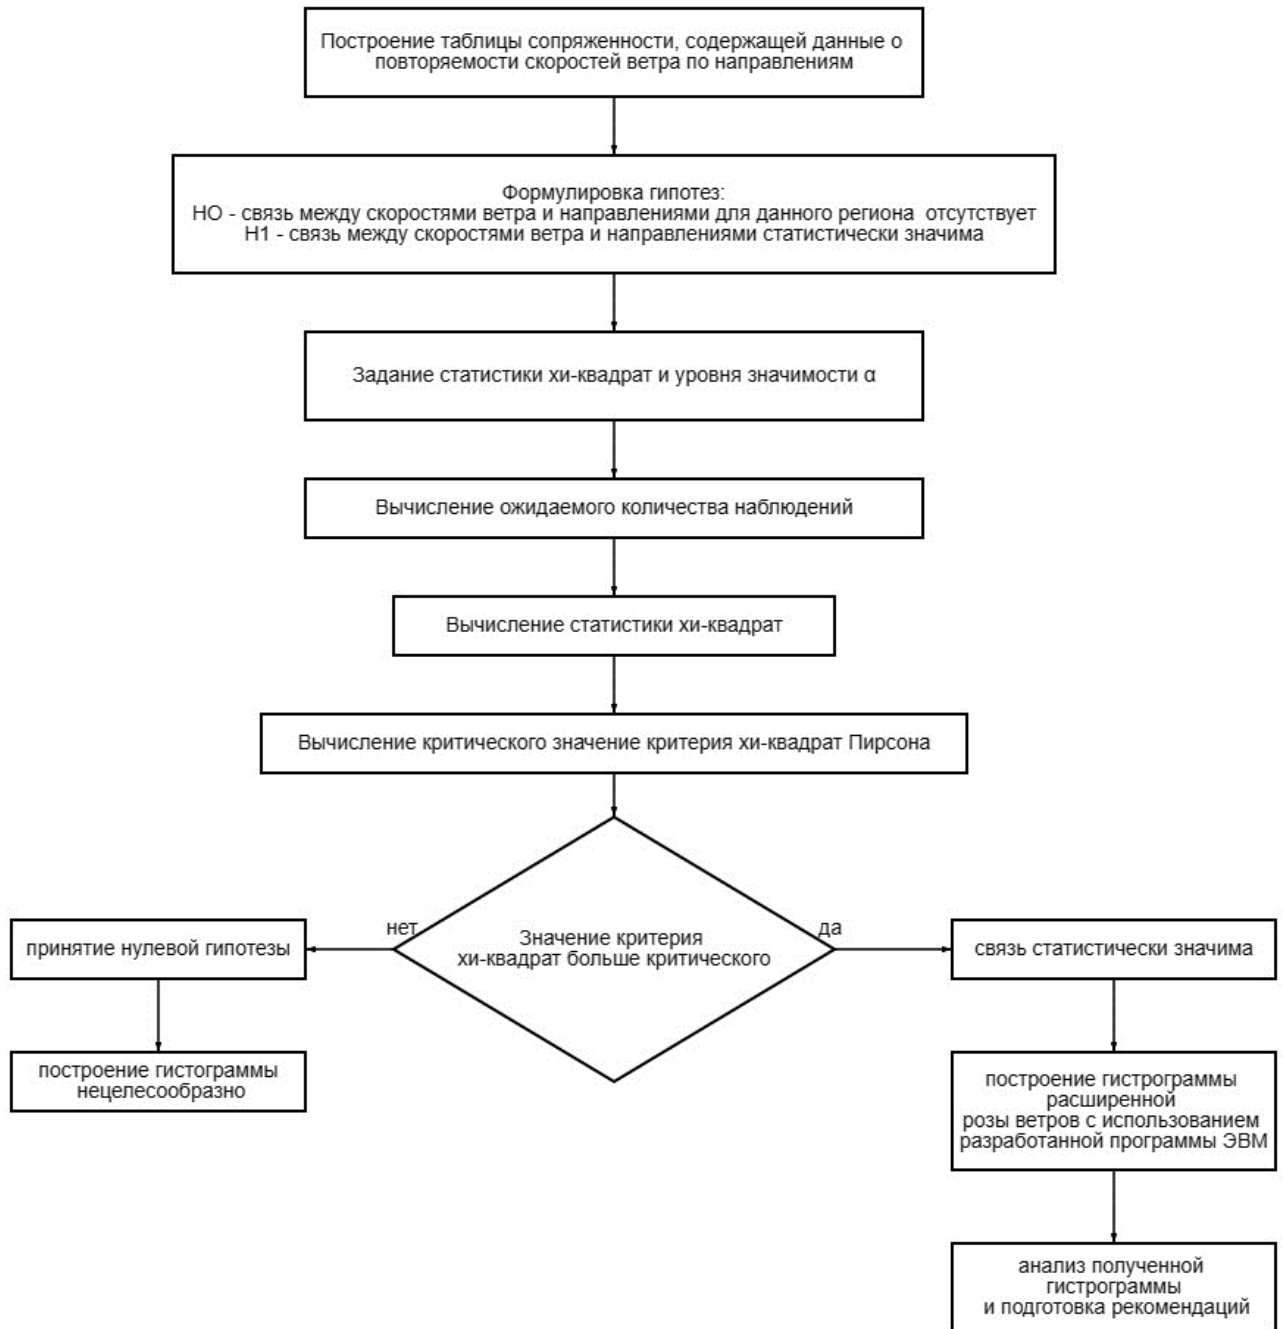 Построение таблицы сопряженности, содержащей данные о
повторяемости скоростей ветра по направлениям
Формулировка гипотез:
НО - связь между скоростями ветра и направлениями для данного региона отсутствует
Н1 - связь между скоростями ветра и направлениями статистически значима
Задание статистики хи-квадрат и уровня значимости α
Вычисление ожидаемого количества наблюдений
Вычисление статистики хи-квадрат
Вычисление критического значение критерия хи-квадрат Пирсона
Значение критерия
хи-квадрат больше критического
нет
принятие нулевой гипотезы
построение гистограммы
нецелесообразно
да
связь статистически значима
построение гистрограммы
расширенной
розы ветров с использованием
разработанной программы ЭВМ
анализ полученной
гистрограммы
и подготовка рекомендаций